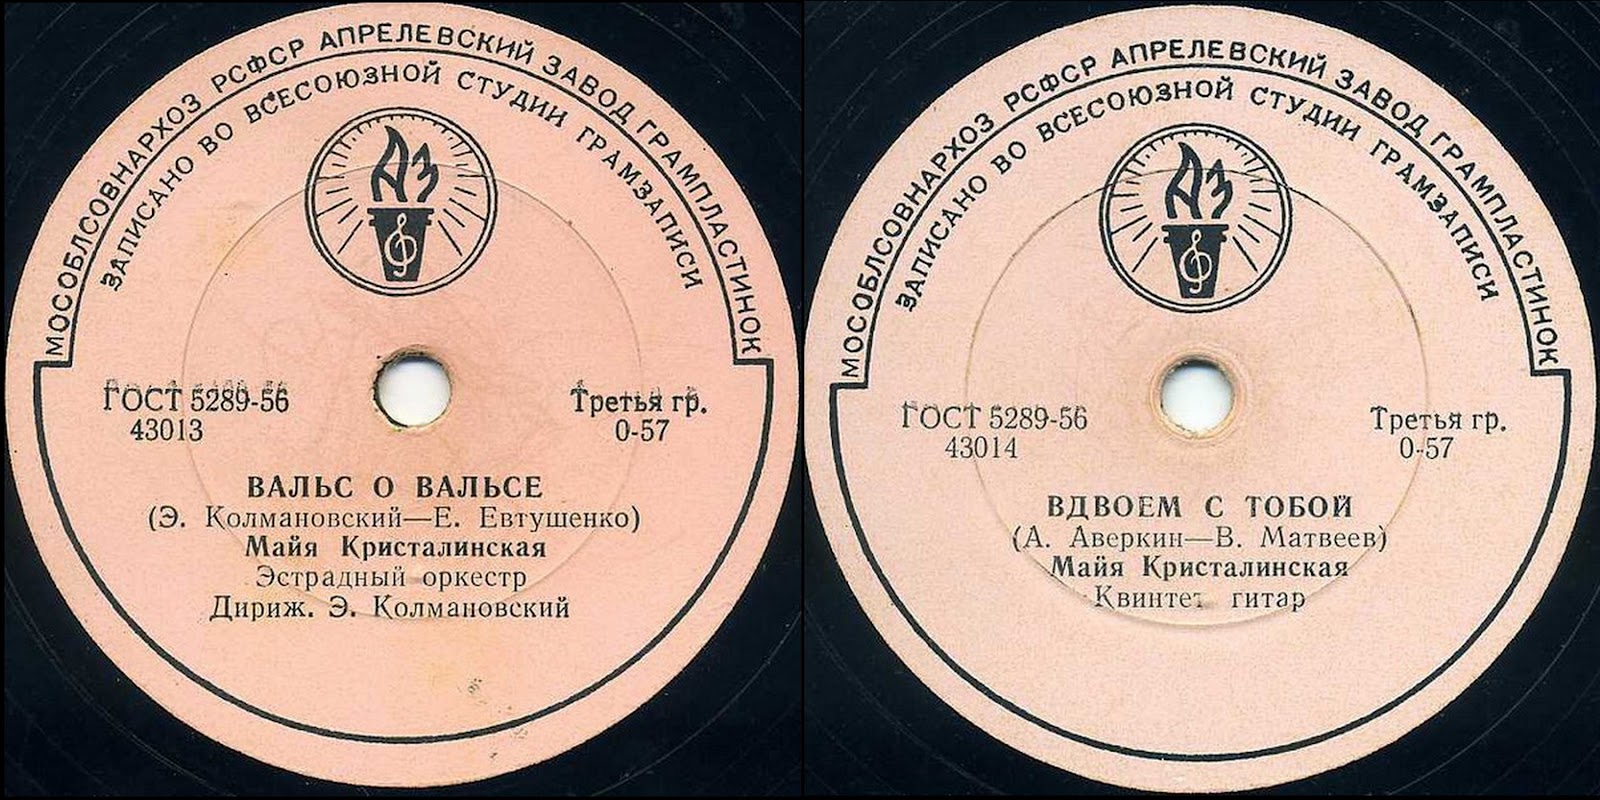 МОСОБЛСОВНАРХОЗ РСФСР АПРЕЛЕВСКИЙ ЗАВОД ГРАМПЛАСТИНОК
ЗАПИСАНО ВО ВСЕСОЮЗНОЙ СТУДИИ ГРАМЗАПИСИ
АЗ
ГОСТ 5289-56
43013
Третья гр.
0-57
ВАЛЬС О ВАЛЬСЕ
(Э. Колмановский—Е. Евтушенко)
Майя Кристалинская
Эстрадный оркестр
Дириж. Э. Колмановский
МОСОБЛСОВНАРХОЗ РСФСР АПРЕЛЕВСКИЙ ЗАВОД ГРАМПЛАСТИНОК
ЗАПИСАНО ВО ВСЕСОЮЗНОЙ СТУДИИ ГРАМЗАПИСИ
АЗ
ГОСТ 5289-56
43014
Третья гр.
0-57
ВДВОЕМ С ТОБОЙ
(А. Аверкин—В. Матвеев)
Майя Кристалинская
Квинтет гитар